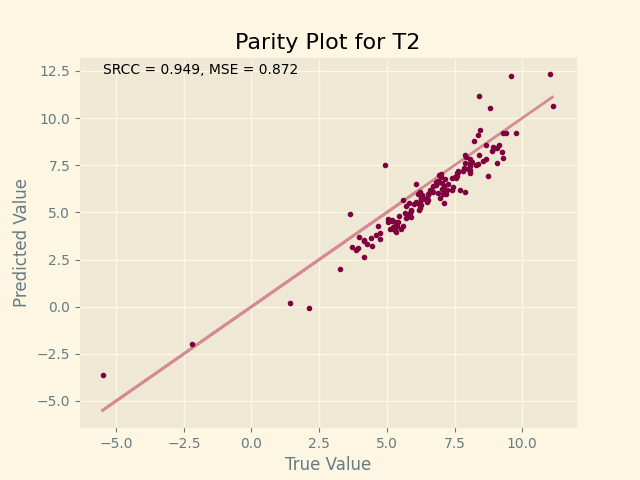 Parity Plot for T2
SRCC = 0.949, MSE = 0.872
12.5
10.0
7.5
5.0
2.5
0.0
−2.5
−5.0
Predicted Value
−5.0 −2.5 0.0 2.5 5.0 7.5 10.0
True Value